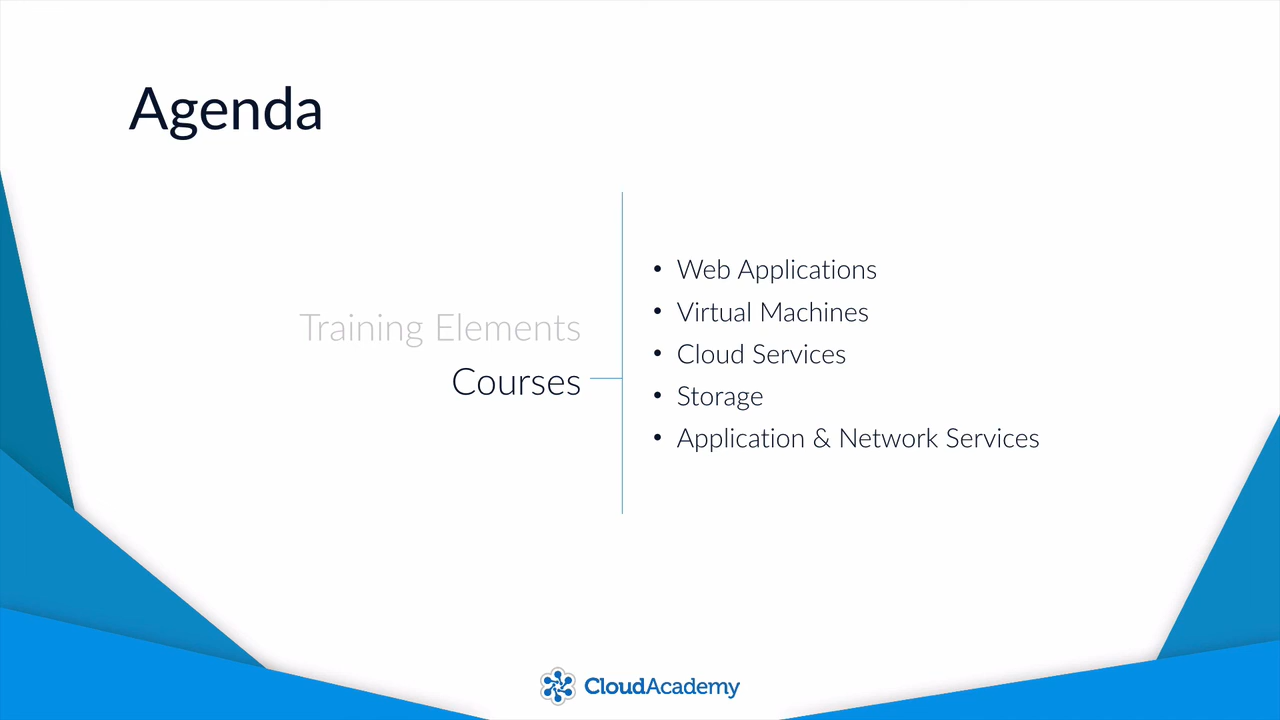 Agenda
Training Elements
Courses
• Web Applications
• Virtual Machines
• Cloud Services
• Storage
• Application & Network Services
CloudAcademy